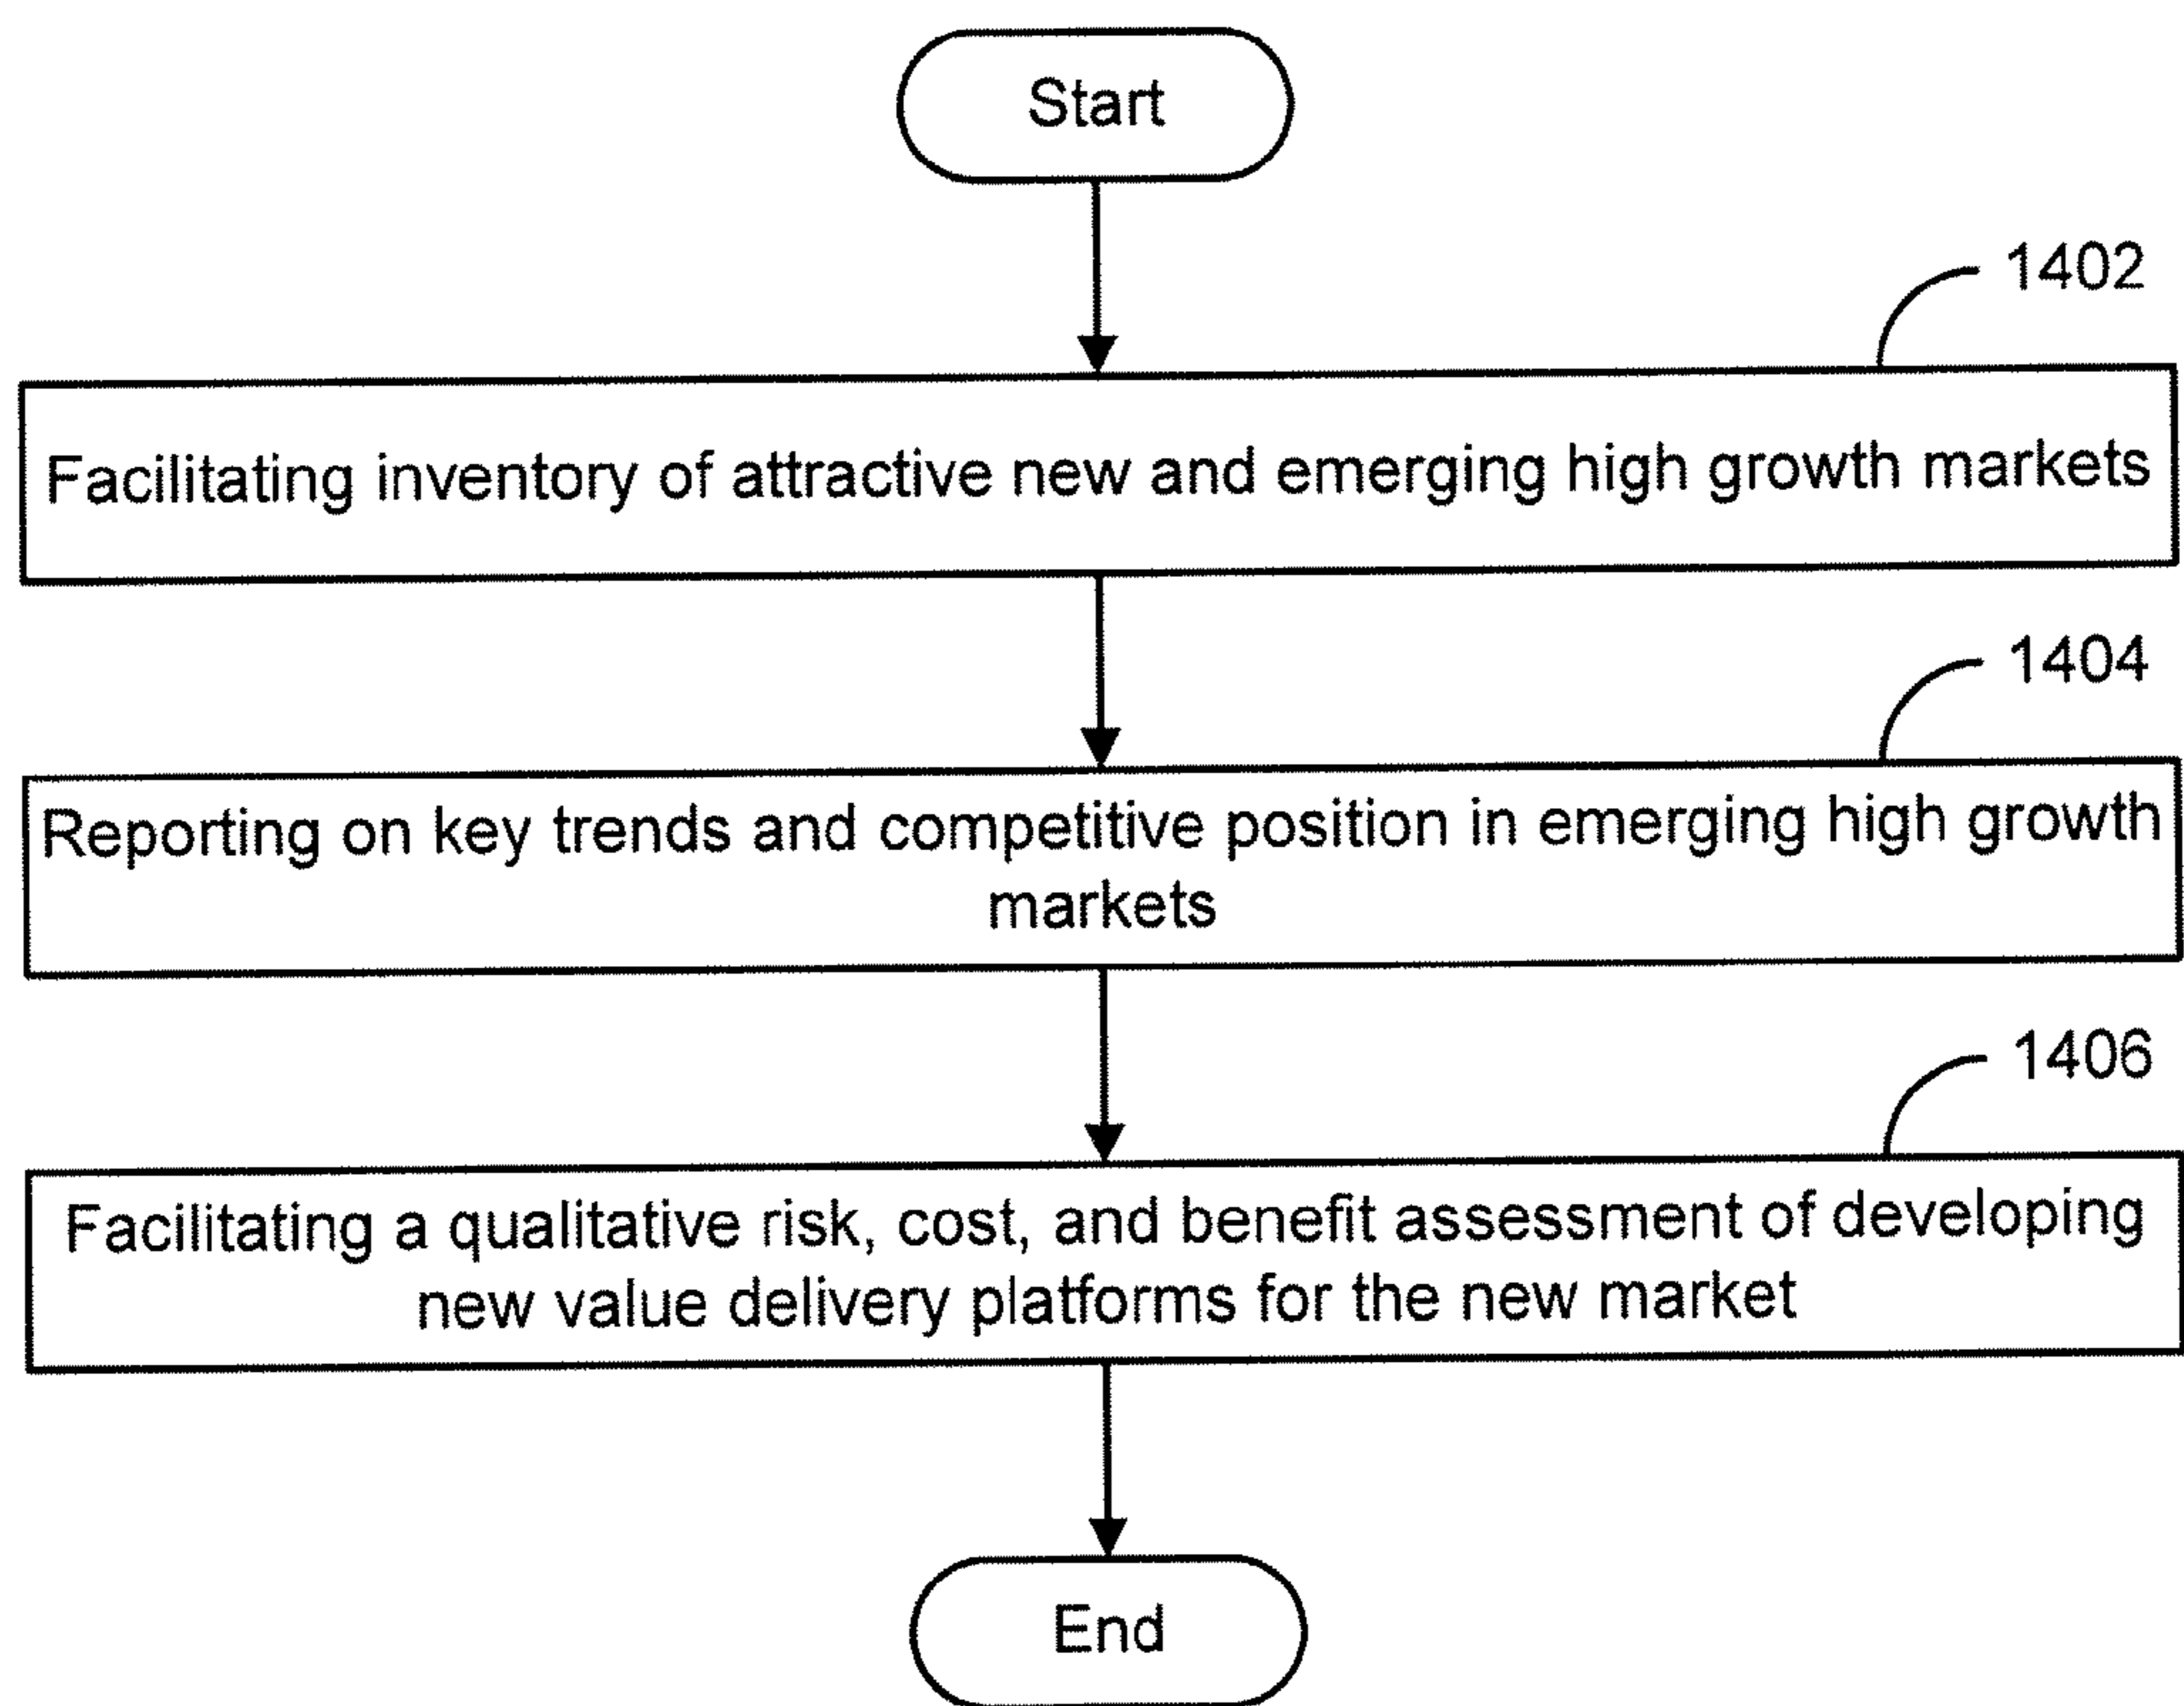 Start
1402
Facilitating inventory of attractive new and emerging high growth markets
1404
Reporting on key trends and competitive position in emerging high growth
markets
1406
Facilitating a qualitative risk, cost, and benefit assessment of developing
new value delivery platforms for the new market
End